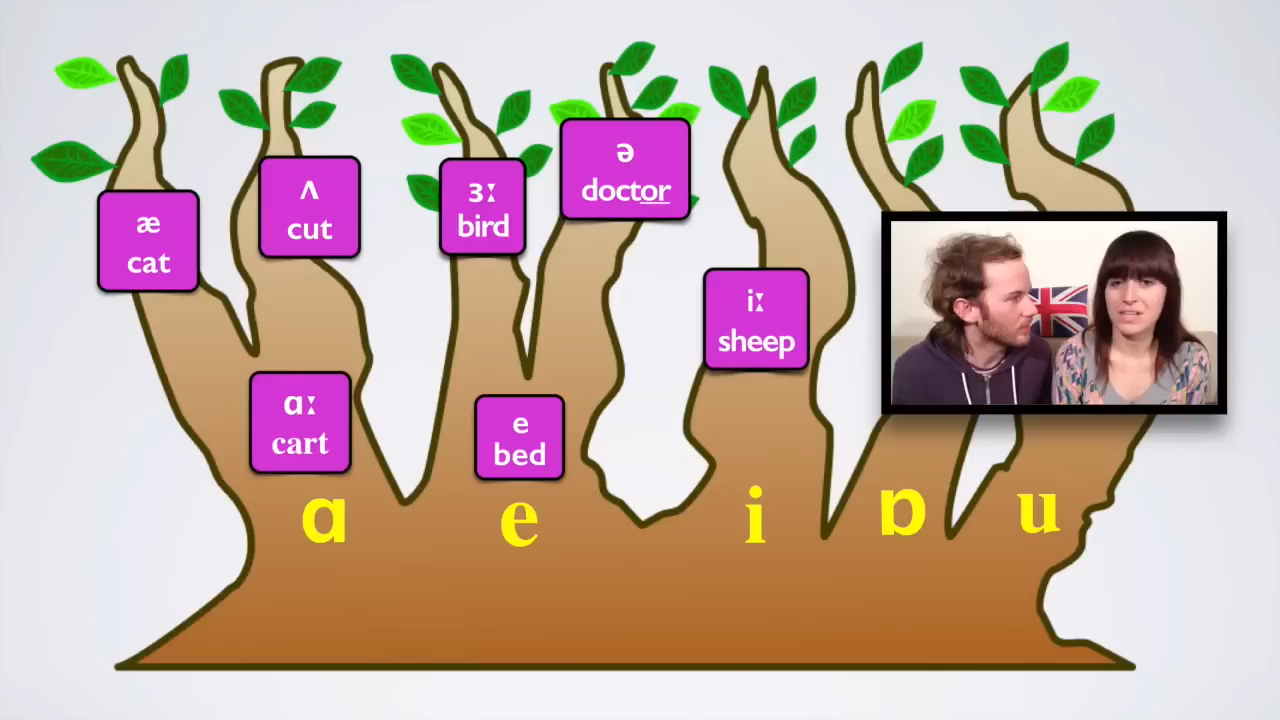 æ
cat
ʌ
cut
ɜː
bird
ə
doctor
ɑː
cart
e
bed
iː
sheep
ɑ
e
i
ɒ
u